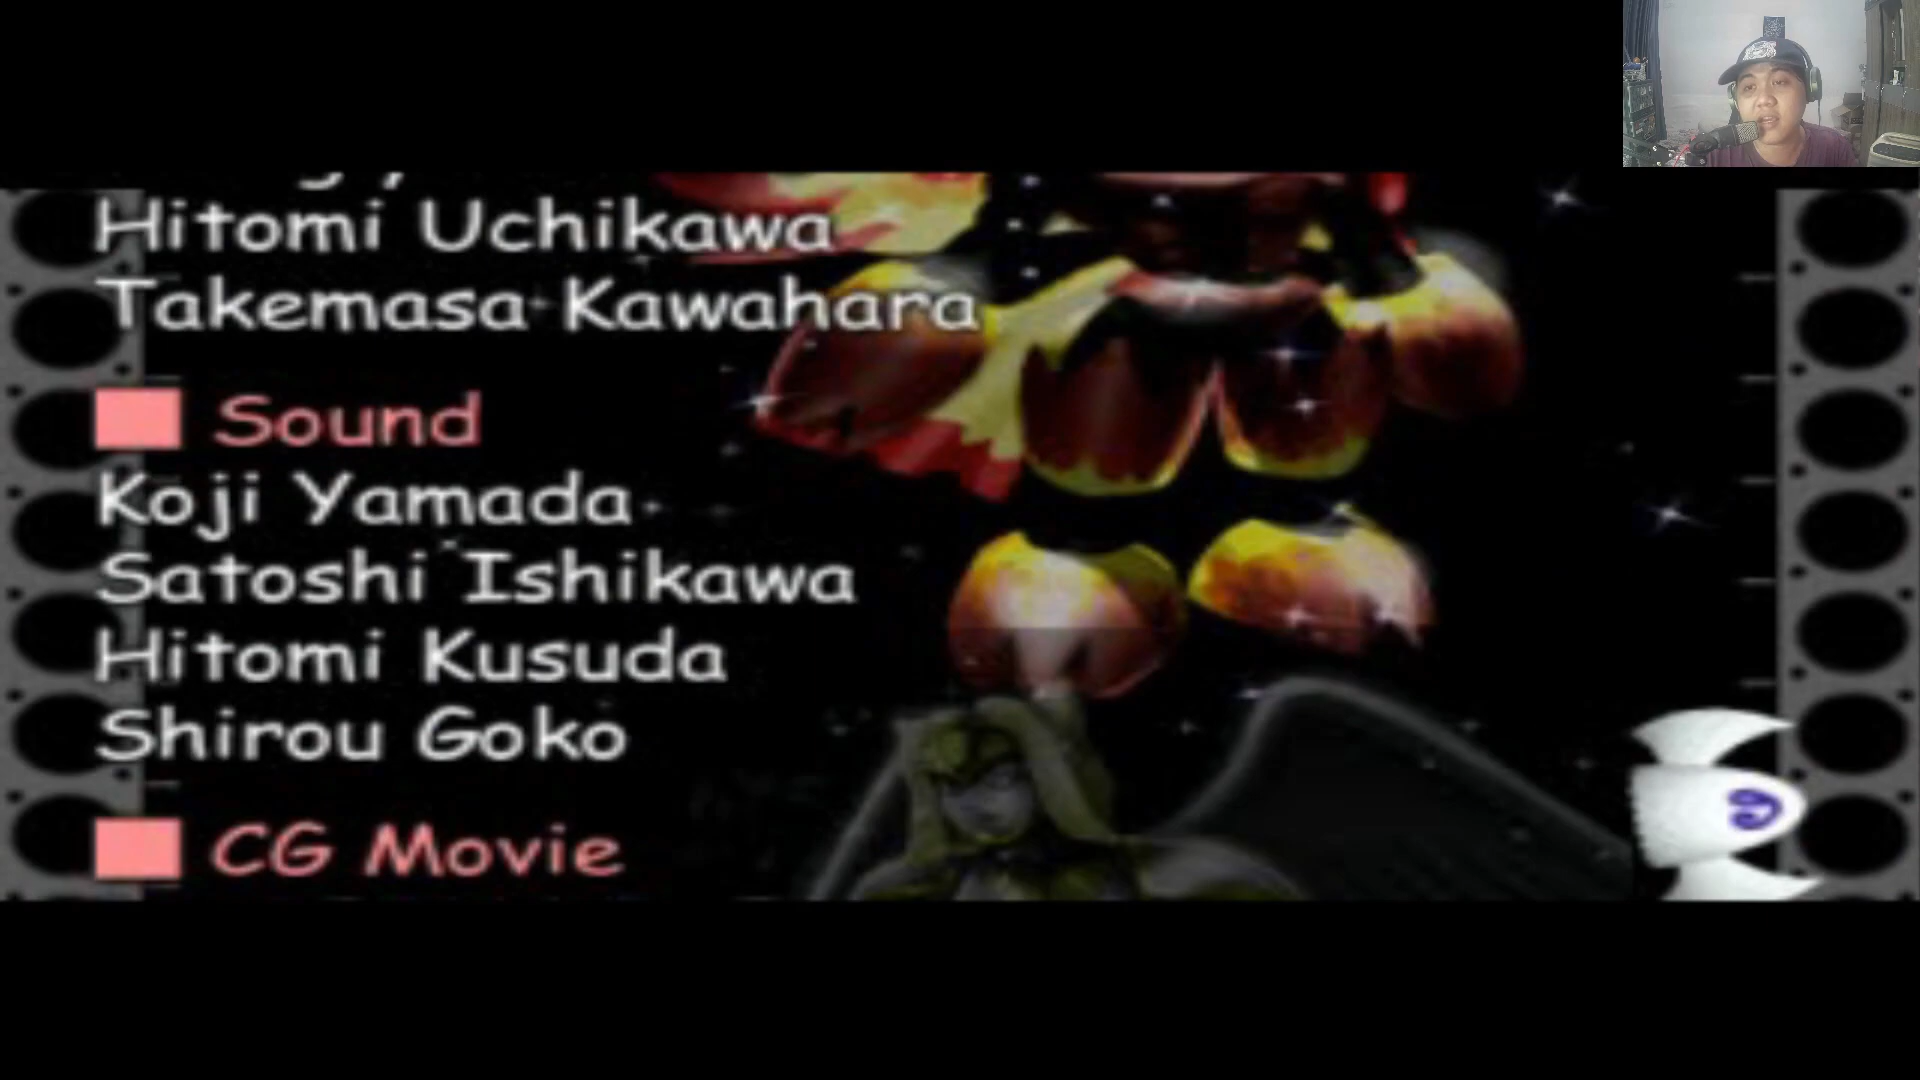 Hitomi Uchikawa
Takemasa Kawahara
Sound
Koji Yamada
Satoshi Ishikawa
Hitomi Kusuda
Shirou Goko
CG Movie